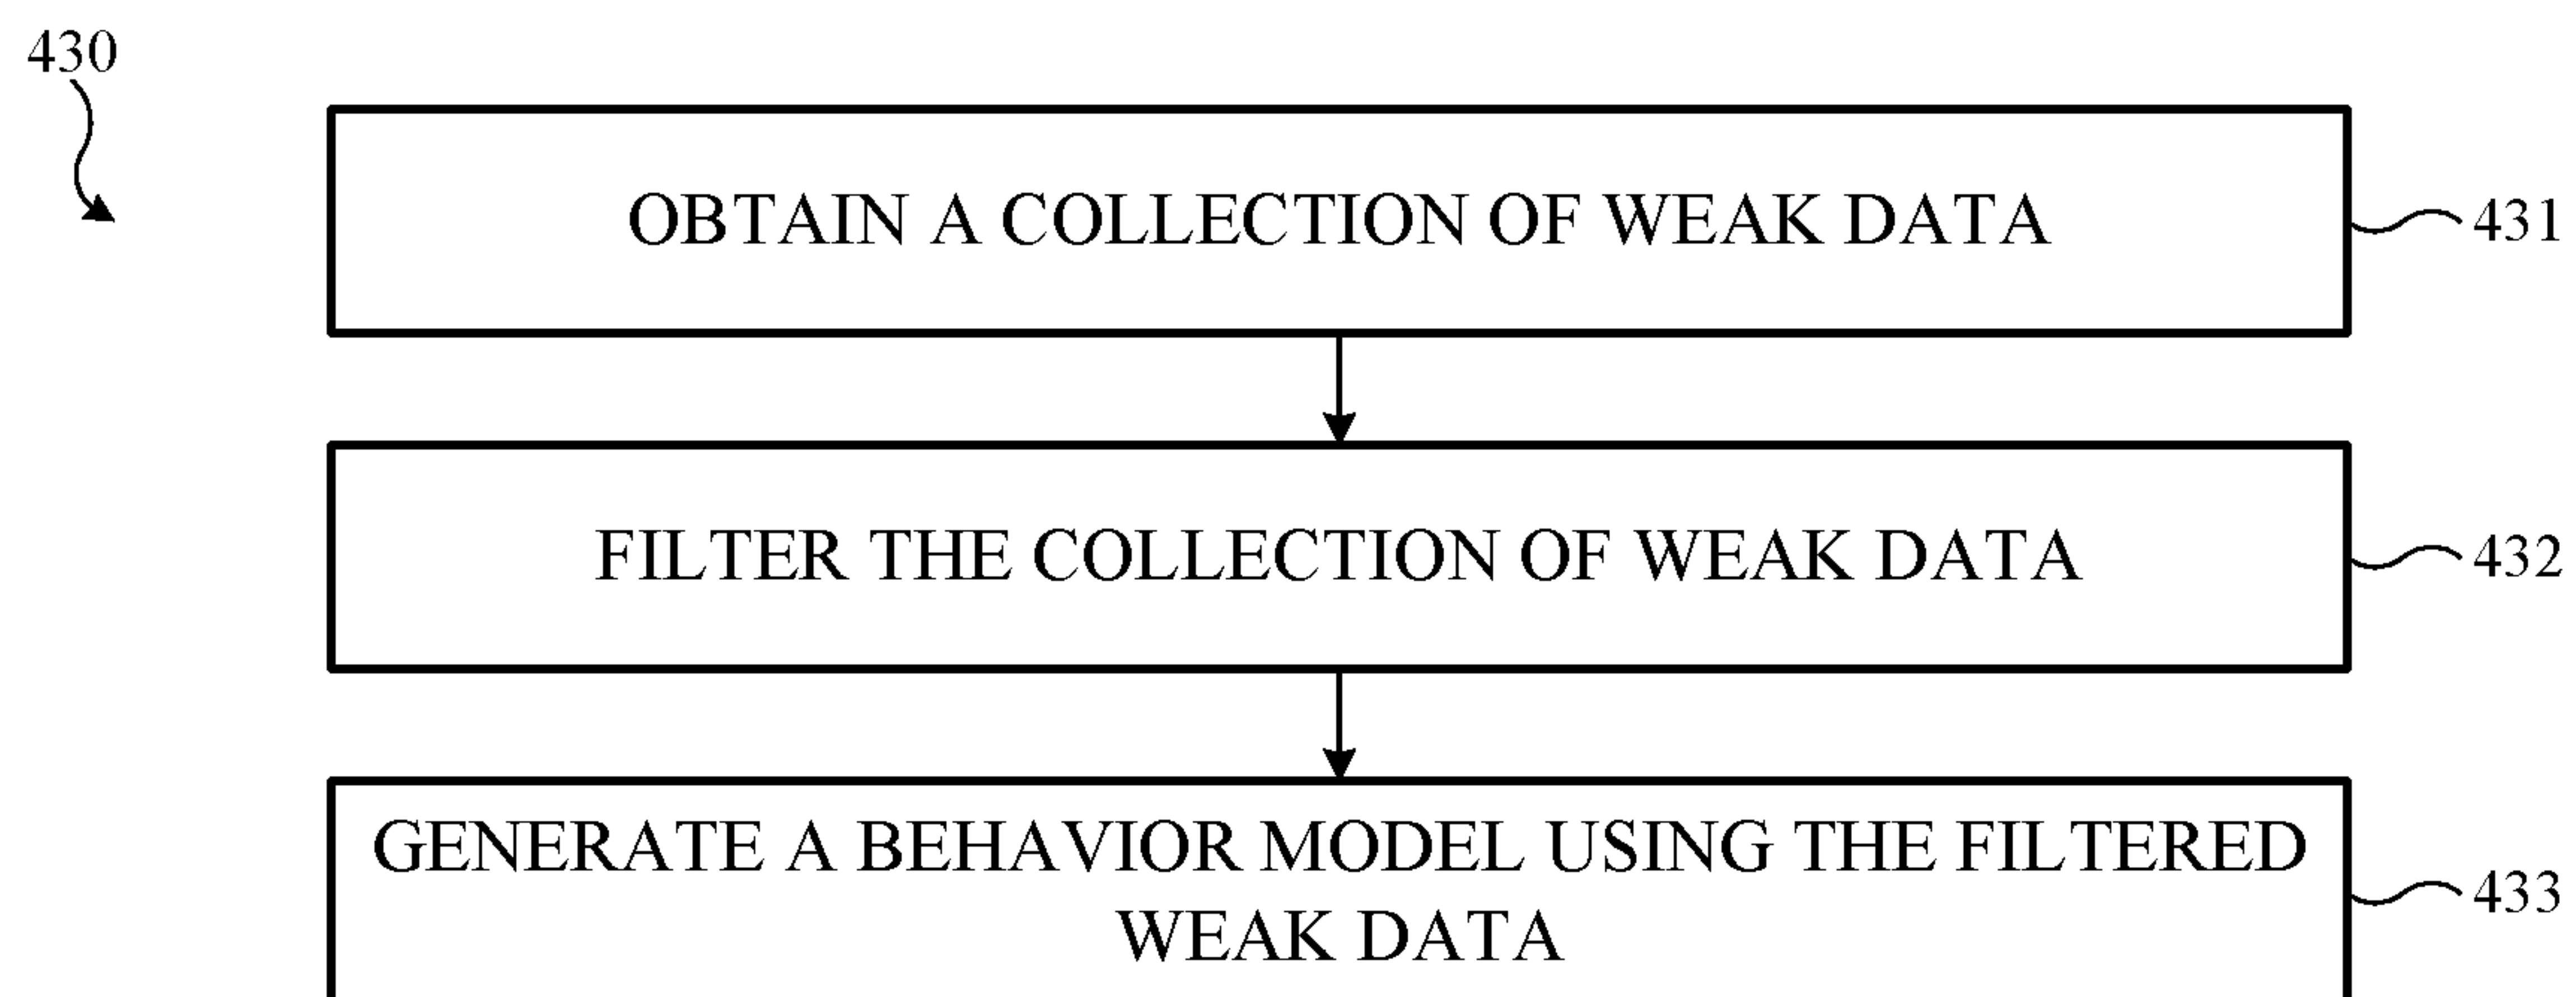 430
OBTAIN A COLLECTION OF WEAK DATA
431
FILTER THE COLLECTION OF WEAK DATA
432
GENERATE A BEHAVIOR MODEL USING THE FILTERED
WEAK DATA
433